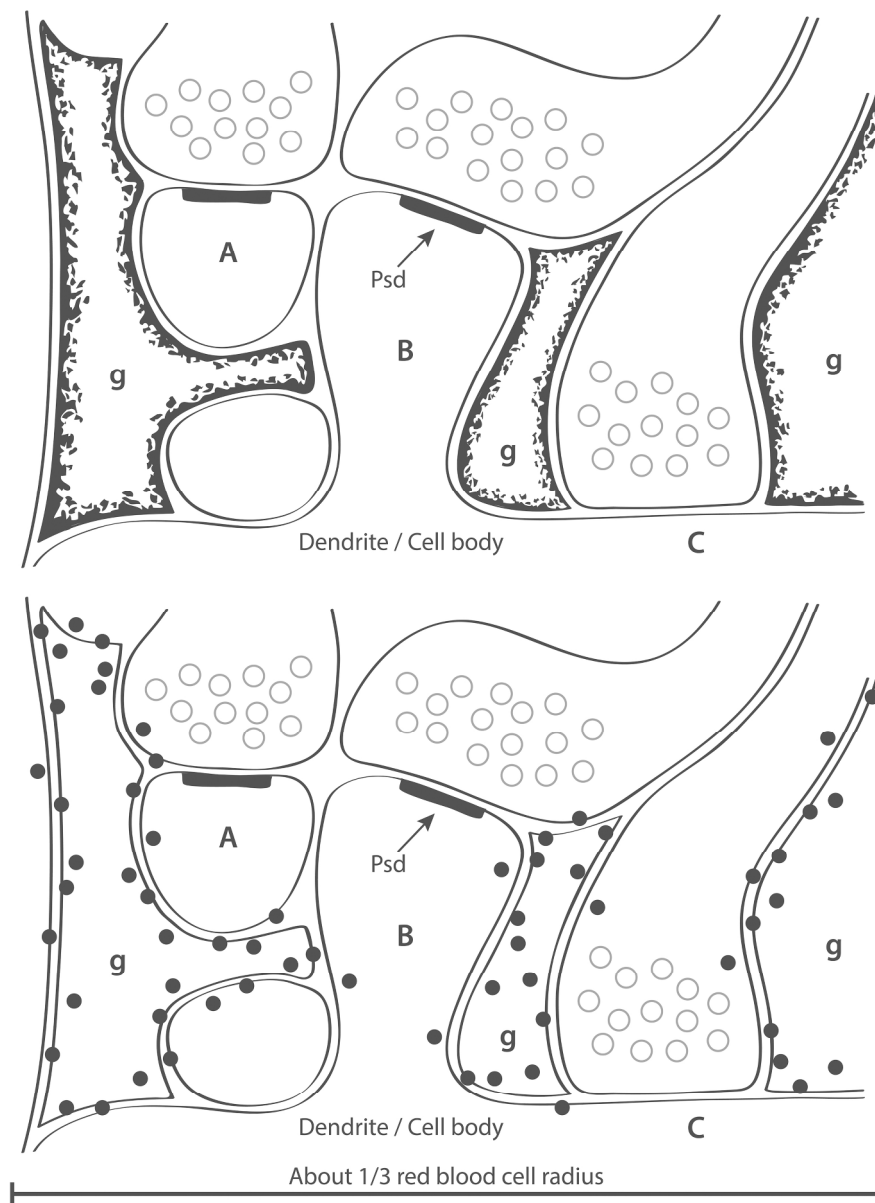 A
Psd
B
g
g
g
Dendrite / Cell body
C
A
Psd
B
g
g
g
Dendrite / Cell body
C
About 1/3 red blood cell radius